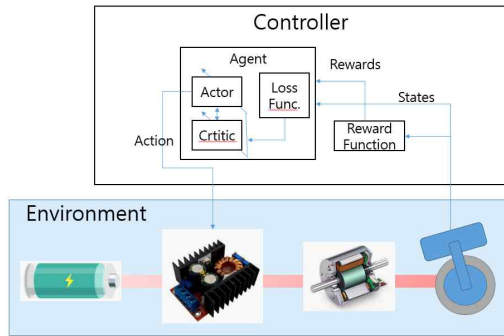 Controller
Agent
Rewards
Actor
Loss
Func.
States
Crtitic
Action
Reward
Function
Environment